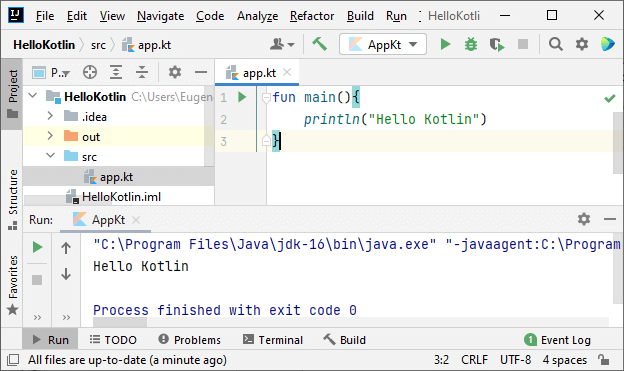 File Edit View Navigate Code Analyze Refactor Build HelloKotli
HelloKotlin src app.kt AppKt
P.. app.kt
Project
HelloKotlin C:\Users\Eugen
.idea
out
src
app.kt
HelloKotlin.iml
1 fun main(){
2 println("Hello Kotlin")
3 }
Structure
Favorites
Run: AppKt
"C:\Program Files\Java\jdk-16\bin\java.exe" "-javaagent:C:\Program
Hello Kotlin
Process finished with exit code 0
Run TODO Problems Terminal Build 1 Event Log
All files are up-to-date (a minute ago) 3:2 CRLF UTF-8 4 spaces